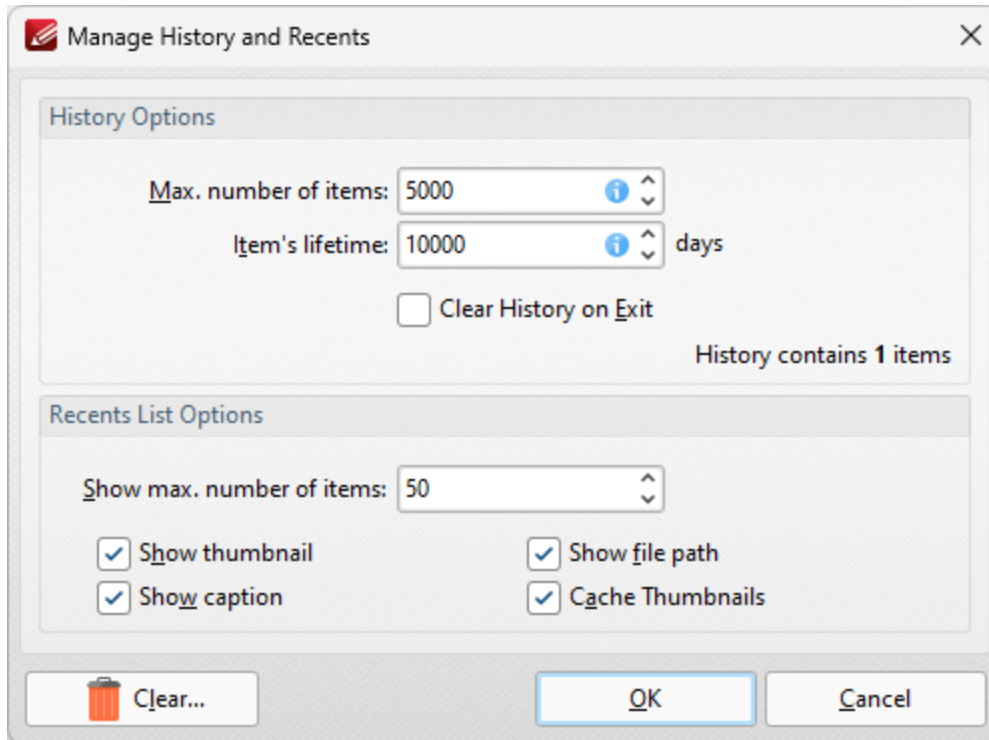 Manage History and Recents
History Options
Max. number of items: 5000
Item's lifetime: 10000 days
Clear History on Exit
History contains 1 items
Recents List Options
Show max. number of items: 50
Show thumbnail Show file path
Show caption Cache Thumbnails
Clear... OK Cancel